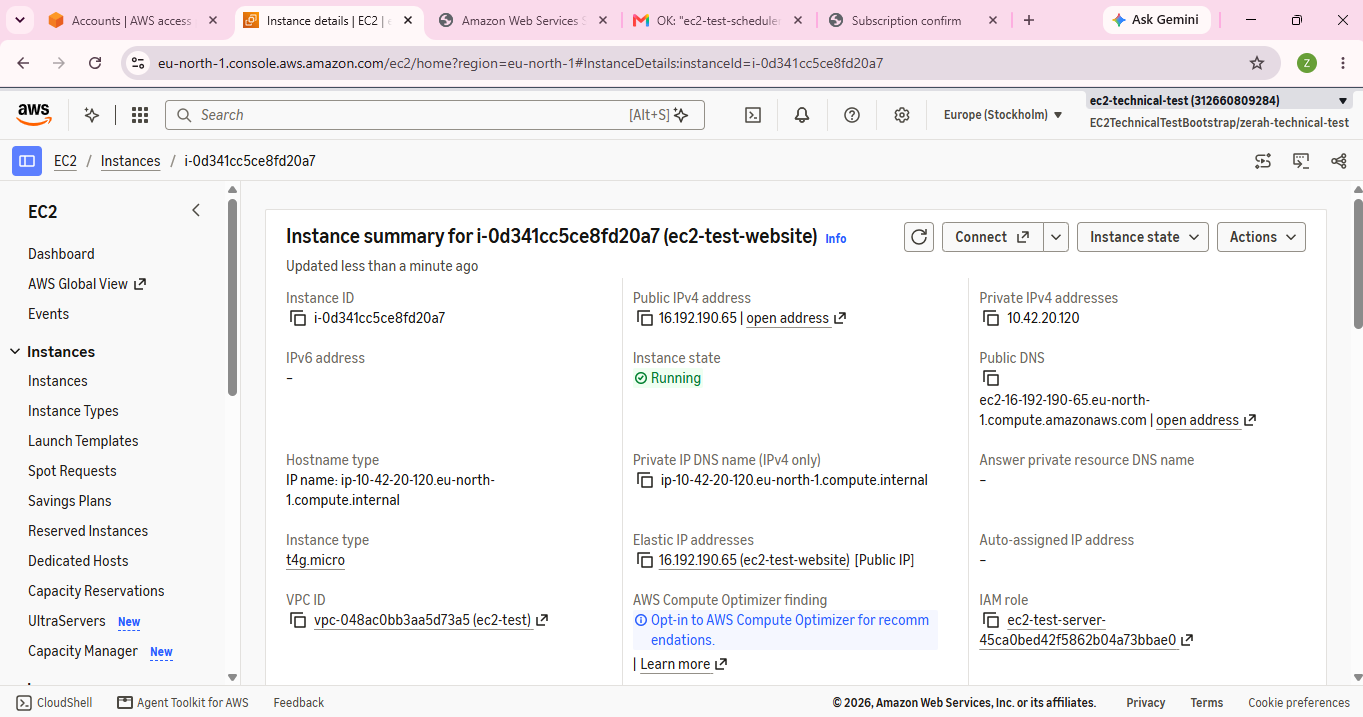 Accounts | AWS access
Instance details | EC2 | e
Amazon Web Services S
OK: "ec2-test-schedule
Subscription confirm
Ask Gemini
eu-north-1.console.aws.amazon.com/ec2/home?region=eu-north-1#InstanceDetails:instanceId=i-0d341cc5ce8fd20a7
Z
aws
Search
[Alt+S]
Europe (Stockholm)
ec2-technical-test (312660809284)
EC2TechnicalTestBootstrap/zerah-technical-test
EC2 / Instances / i-0d341cc5ce8fd20a7
EC2
Dashboard
AWS Global View
Events
Instances
Instances
Instance Types
Launch Templates
Spot Requests
Savings Plans
Reserved Instances
Dedicated Hosts
Capacity Reservations
UltraServers New
Capacity Manager New
Instance summary for i-0d341cc5ce8fd20a7 (ec2-test-website) Info
Connect
Instance state
Actions
Updated less than a minute ago
Instance ID
i-0d341cc5ce8fd20a7
Public IPv4 address
16.192.190.65 | open address
Private IPv4 addresses
10.42.20.120
IPv6 address
–
Instance state
Running
Public DNS
ec2-16-192-190-65.eu-north-
1.compute.amazonaws.com | open address
Hostname type
IP name: ip-10-42-20-120.eu-north-
1.compute.internal
Private IP DNS name (IPv4 only)
ip-10-42-20-120.eu-north-1.compute.internal
Answer private resource DNS name
–
Instance type
t4g.micro
Elastic IP addresses
16.192.190.65 (ec2-test-website) [Public IP]
Auto-assigned IP address
–
VPC ID
vpc-048ac0bb3aa5d73a5 (ec2-test)
AWS Compute Optimizer finding
Opt-in to AWS Compute Optimizer for recomm
endations.
| Learn more
IAM role
ec2-test-server-
45ca0bed42f5862b04a73bbae0
CloudShell
Agent Toolkit for AWS
Feedback
© 2026, Amazon Web Services, Inc. or its affiliates.
Privacy
Terms
Cookie preferences